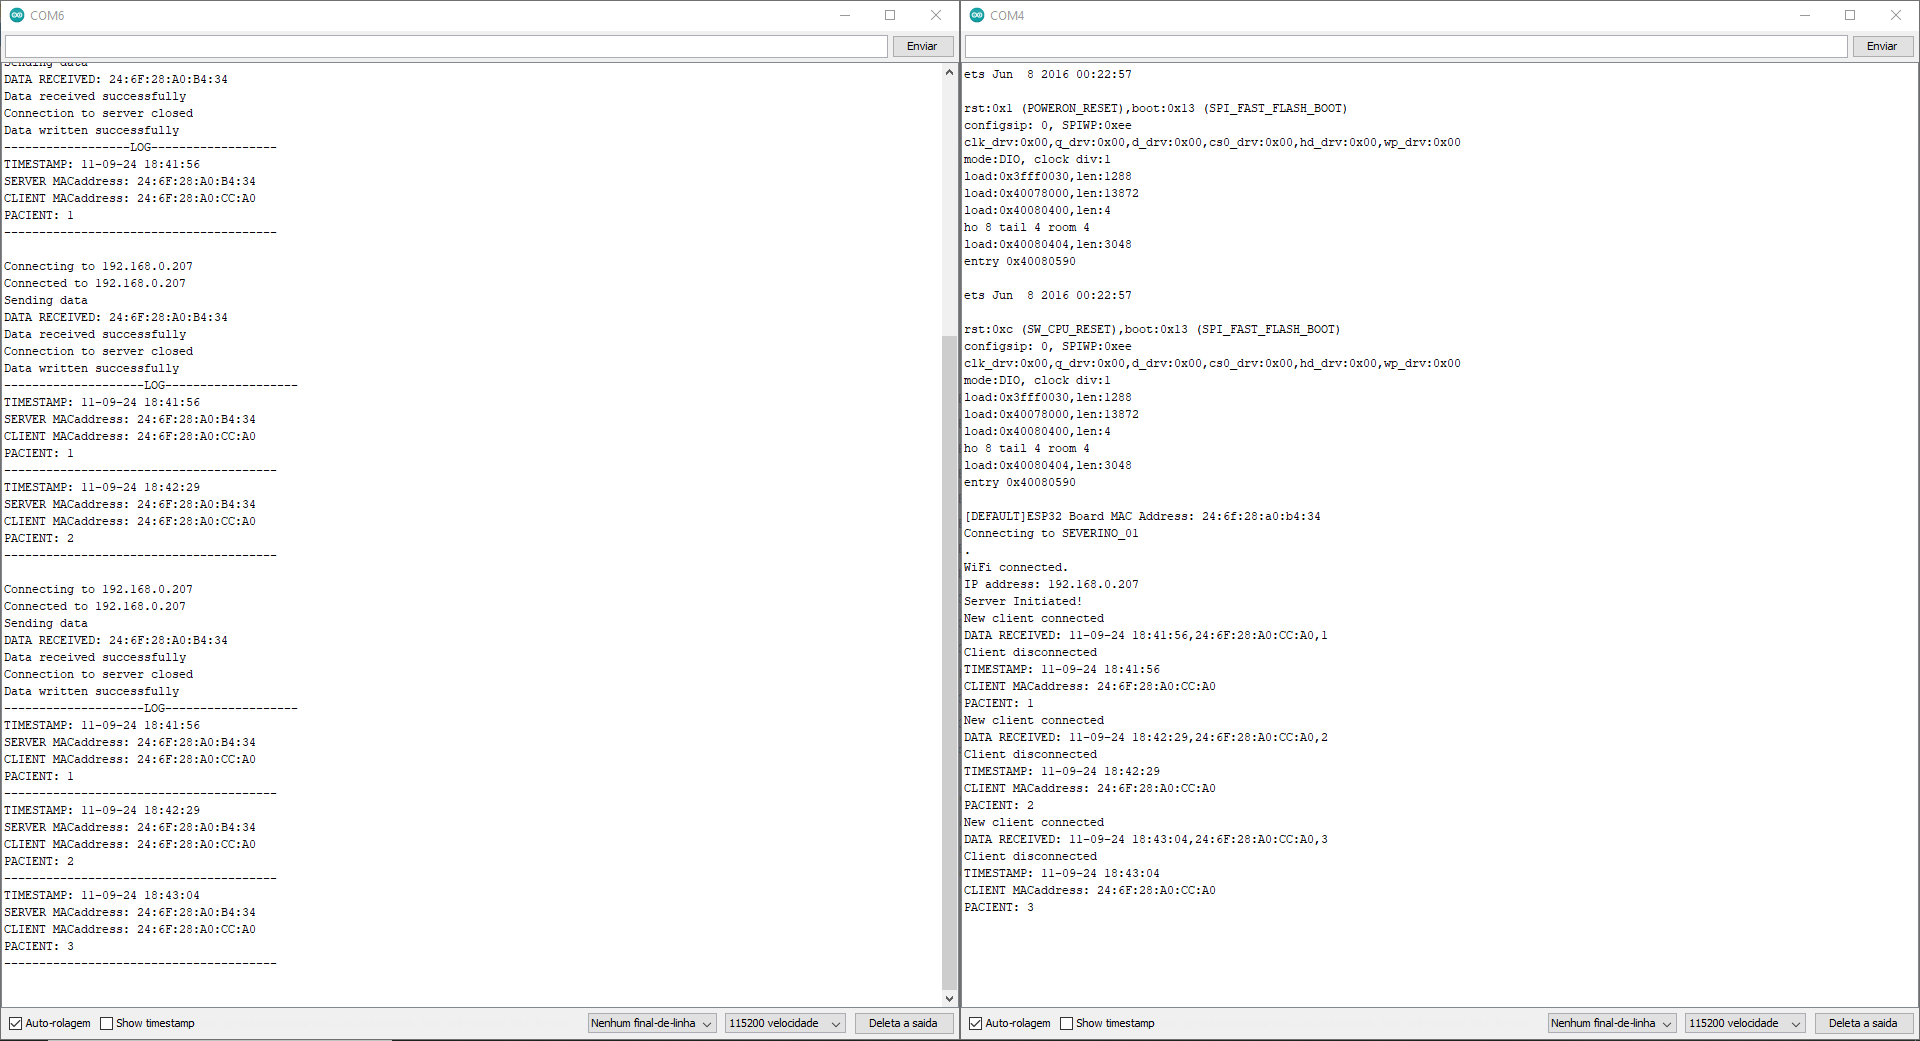 COM6
Enviar
Sending data
DATA RECEIVED: 24:6F:28:A0:B4:34
Data received successfully
Connection to server closed
Data written successfully
------------------LOG------------------
TIMESTAMP: 11-09-24 18:41:56
SERVER MACaddress: 24:6F:28:A0:B4:34
CLIENT MACaddress: 24:6F:28:A0:CC:A0
PACIENT: 1
---------------------------------------
Connecting to 192.168.0.207
Connected to 192.168.0.207
Sending data
DATA RECEIVED: 24:6F:28:A0:B4:34
Data received successfully
Connection to server closed
Data written successfully
--------------------LOG-------------------
TIMESTAMP: 11-09-24 18:41:56
SERVER MACaddress: 24:6F:28:A0:B4:34
CLIENT MACaddress: 24:6F:28:A0:CC:A0
PACIENT: 1
---------------------------------------
TIMESTAMP: 11-09-24 18:42:29
SERVER MACaddress: 24:6F:28:A0:B4:34
CLIENT MACaddress: 24:6F:28:A0:CC:A0
PACIENT: 2
---------------------------------------
Connecting to 192.168.0.207
Connected to 192.168.0.207
Sending data
DATA RECEIVED: 24:6F:28:A0:B4:34
Data received successfully
Connection to server closed
Data written successfully
--------------------LOG-------------------
TIMESTAMP: 11-09-24 18:41:56
SERVER MACaddress: 24:6F:28:A0:B4:34
CLIENT MACaddress: 24:6F:28:A0:CC:A0
PACIENT: 1
---------------------------------------
TIMESTAMP: 11-09-24 18:42:29
SERVER MACaddress: 24:6F:28:A0:B4:34
CLIENT MACaddress: 24:6F:28:A0:CC:A0
PACIENT: 2
---------------------------------------
TIMESTAMP: 11-09-24 18:43:04
SERVER MACaddress: 24:6F:28:A0:B4:34
CLIENT MACaddress: 24:6F:28:A0:CC:A0
PACIENT: 3
---------------------------------------
Auto-rolagem Show timestamp Nenhum final-de-linha 115200 velocidade Deleta a saida
COM4
Enviar
ets Jun  8 2016 00:22:57
rst:0x1 (POWERON_RESET),boot:0x13 (SPI_FAST_FLASH_BOOT)
configsip: 0, SPIWP:0xee
clk_drv:0x00,q_drv:0x00,d_drv:0x00,cs0_drv:0x00,hd_drv:0x00,wp_drv:0x00
mode:DIO, clock div:1
load:0x3fff0030,len:1288
load:0x40078000,len:13872
load:0x40080400,len:4
ho 8 tail 4 room 4
load:0x40080404,len:3048
entry 0x40080590
ets Jun  8 2016 00:22:57
rst:0xc (SW_CPU_RESET),boot:0x13 (SPI_FAST_FLASH_BOOT)
configsip: 0, SPIWP:0xee
clk_drv:0x00,q_drv:0x00,d_drv:0x00,cs0_drv:0x00,hd_drv:0x00,wp_drv:0x00
mode:DIO, clock div:1
load:0x3fff0030,len:1288
load:0x40078000,len:13872
load:0x40080400,len:4
ho 8 tail 4 room 4
load:0x40080404,len:3048
entry 0x40080590
[DEFAULT]ESP32 Board MAC Address: 24:6f:28:a0:b4:34
Connecting to SEVERINO_01
.
WiFi connected.
IP address: 192.168.0.207
Server Initiated!
New client connected
DATA RECEIVED: 11-09-24 18:41:56,24:6F:28:A0:CC:A0,1
Client disconnected
TIMESTAMP: 11-09-24 18:41:56
CLIENT MACaddress: 24:6F:28:A0:CC:A0
PACIENT: 1
New client connected
DATA RECEIVED: 11-09-24 18:42:29,24:6F:28:A0:CC:A0,2
Client disconnected
TIMESTAMP: 11-09-24 18:42:29
CLIENT MACaddress: 24:6F:28:A0:CC:A0
PACIENT: 2
New client connected
DATA RECEIVED: 11-09-24 18:43:04,24:6F:28:A0:CC:A0,3
Client disconnected
TIMESTAMP: 11-09-24 18:43:04
CLIENT MACaddress: 24:6F:28:A0:CC:A0
PACIENT: 3
Auto-rolagem Show timestamp Nenhum final-de-linha 115200 velocidade Deleta a saida